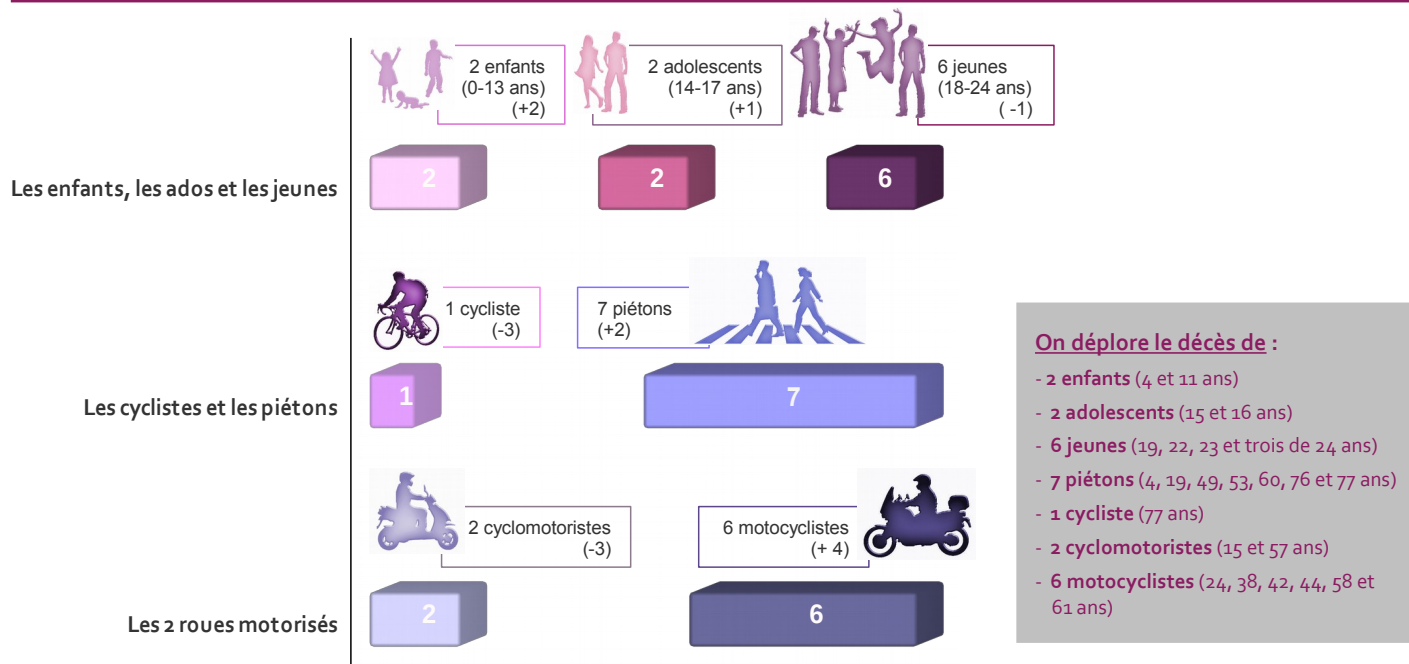 2 enfants
(0-13 ans)
(+2)
2 adolescents
(14-17 ans)
(+1)
6 jeunes
(18-24 ans)
( -1)
Les enfants, les ados et les jeunes
2
2
6
1 cycliste
(-3)
7 piétons
(+2)
Les cyclistes et les piétons
1
7
2 cyclomotoristes
(-3)
6 motocyclistes
(+ 4)
Les 2 roues motorisés
2
6
On déplore le décès de :
- 2 enfants (4 et 11 ans)
- 2 adolescents (15 et 16 ans)
- 6 jeunes (19, 22, 23 et trois de 24 ans)
- 7 piétons (4, 19, 49, 53, 60, 76 et 77 ans)
- 1 cycliste (77 ans)
- 2 cyclomotoristes (15 et 57 ans)
- 6 motocyclistes (24, 38, 42, 44, 58 et
61 ans)